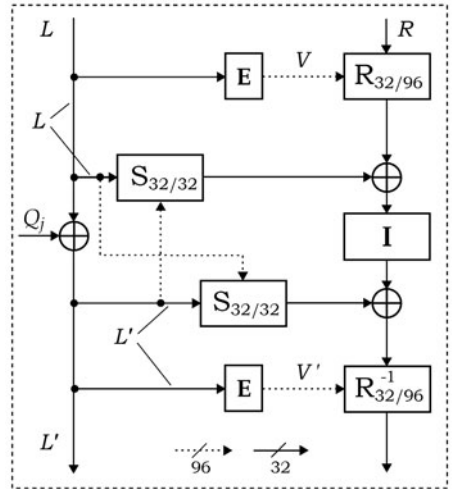 L R
E V R32/96
L
S32/32
Qj
I
S32/32
L'
E V' R-1 32/96
L'
96 32